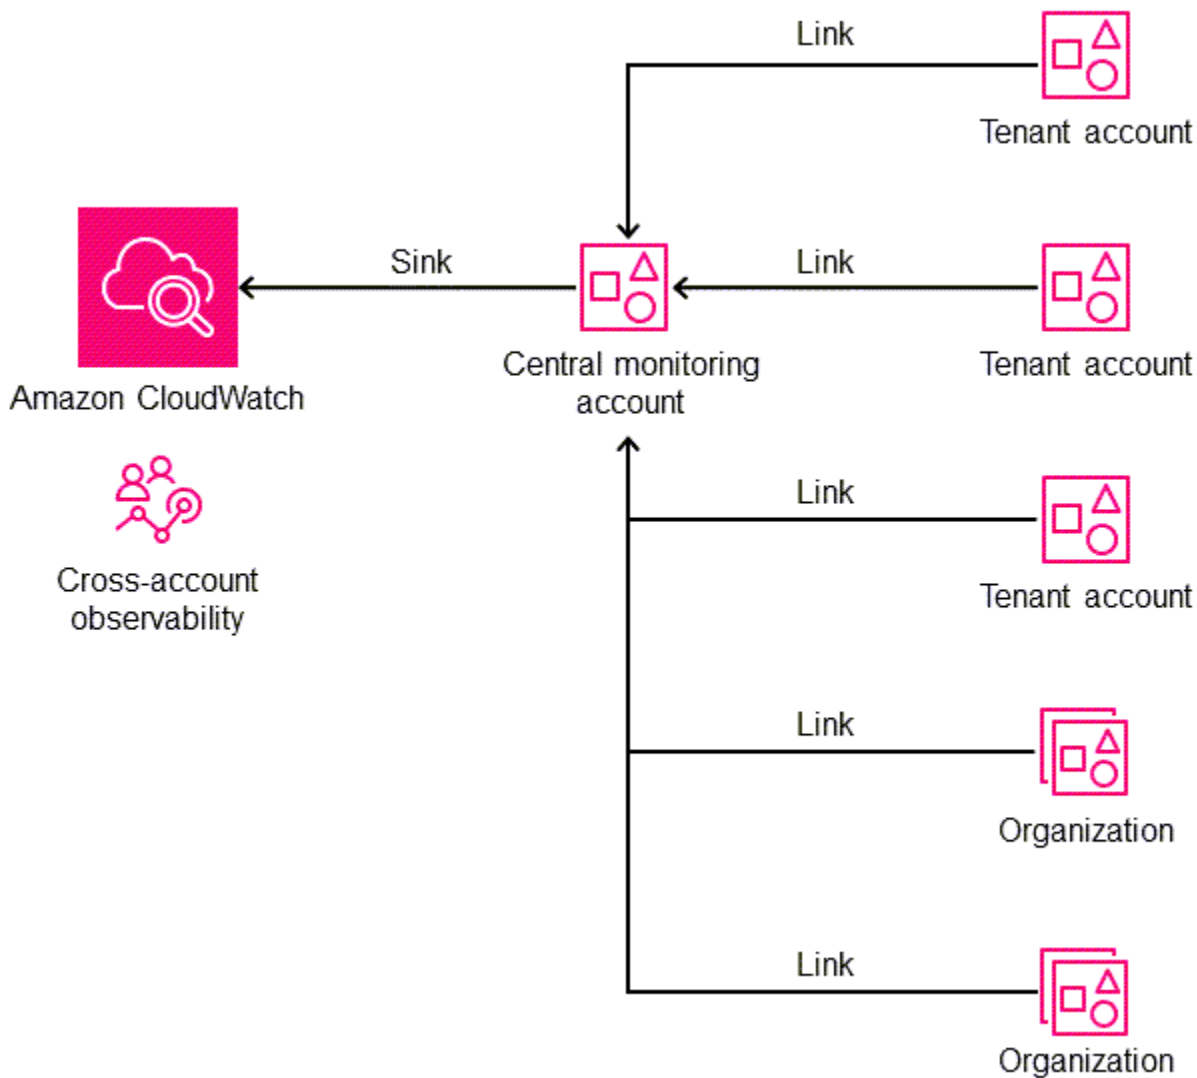 Link
Tenant account
Sink
Link
Amazon CloudWatch
Central monitoring
account
Tenant account
Cross-account
observability
Link
Tenant account
Link
Organization
Link
Organization